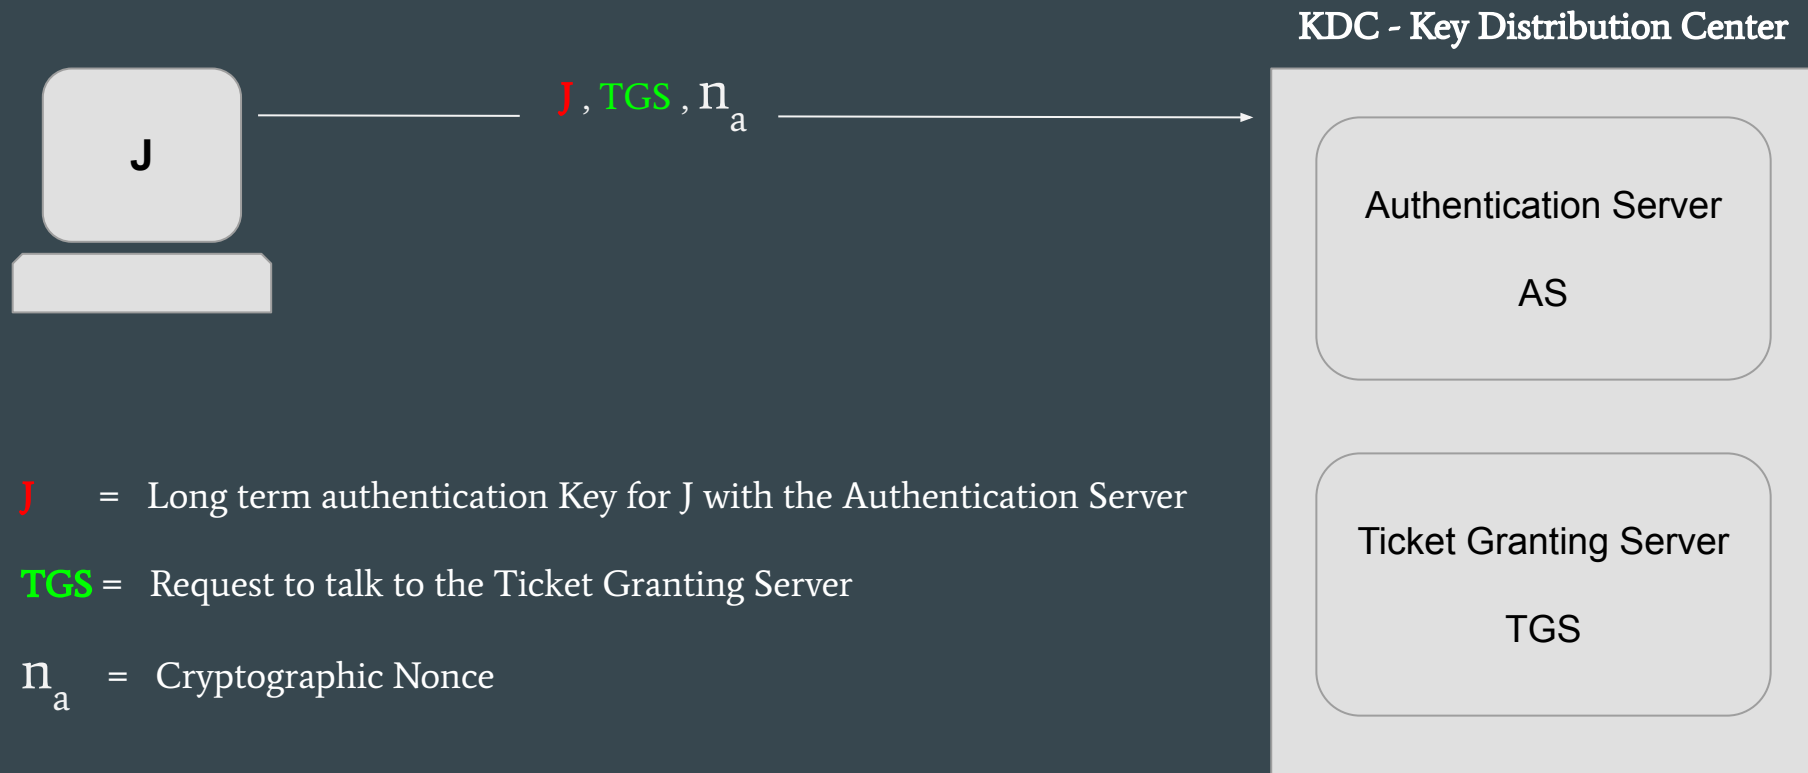 KDC - Key Distribution Center
J , TGS , nₐ
J
Authentication Server
AS
J = Long term authentication Key for J with the Authentication Server
TGS = Request to talk to the Ticket Granting Server
nₐ = Cryptographic Nonce
Ticket Granting Server
TGS